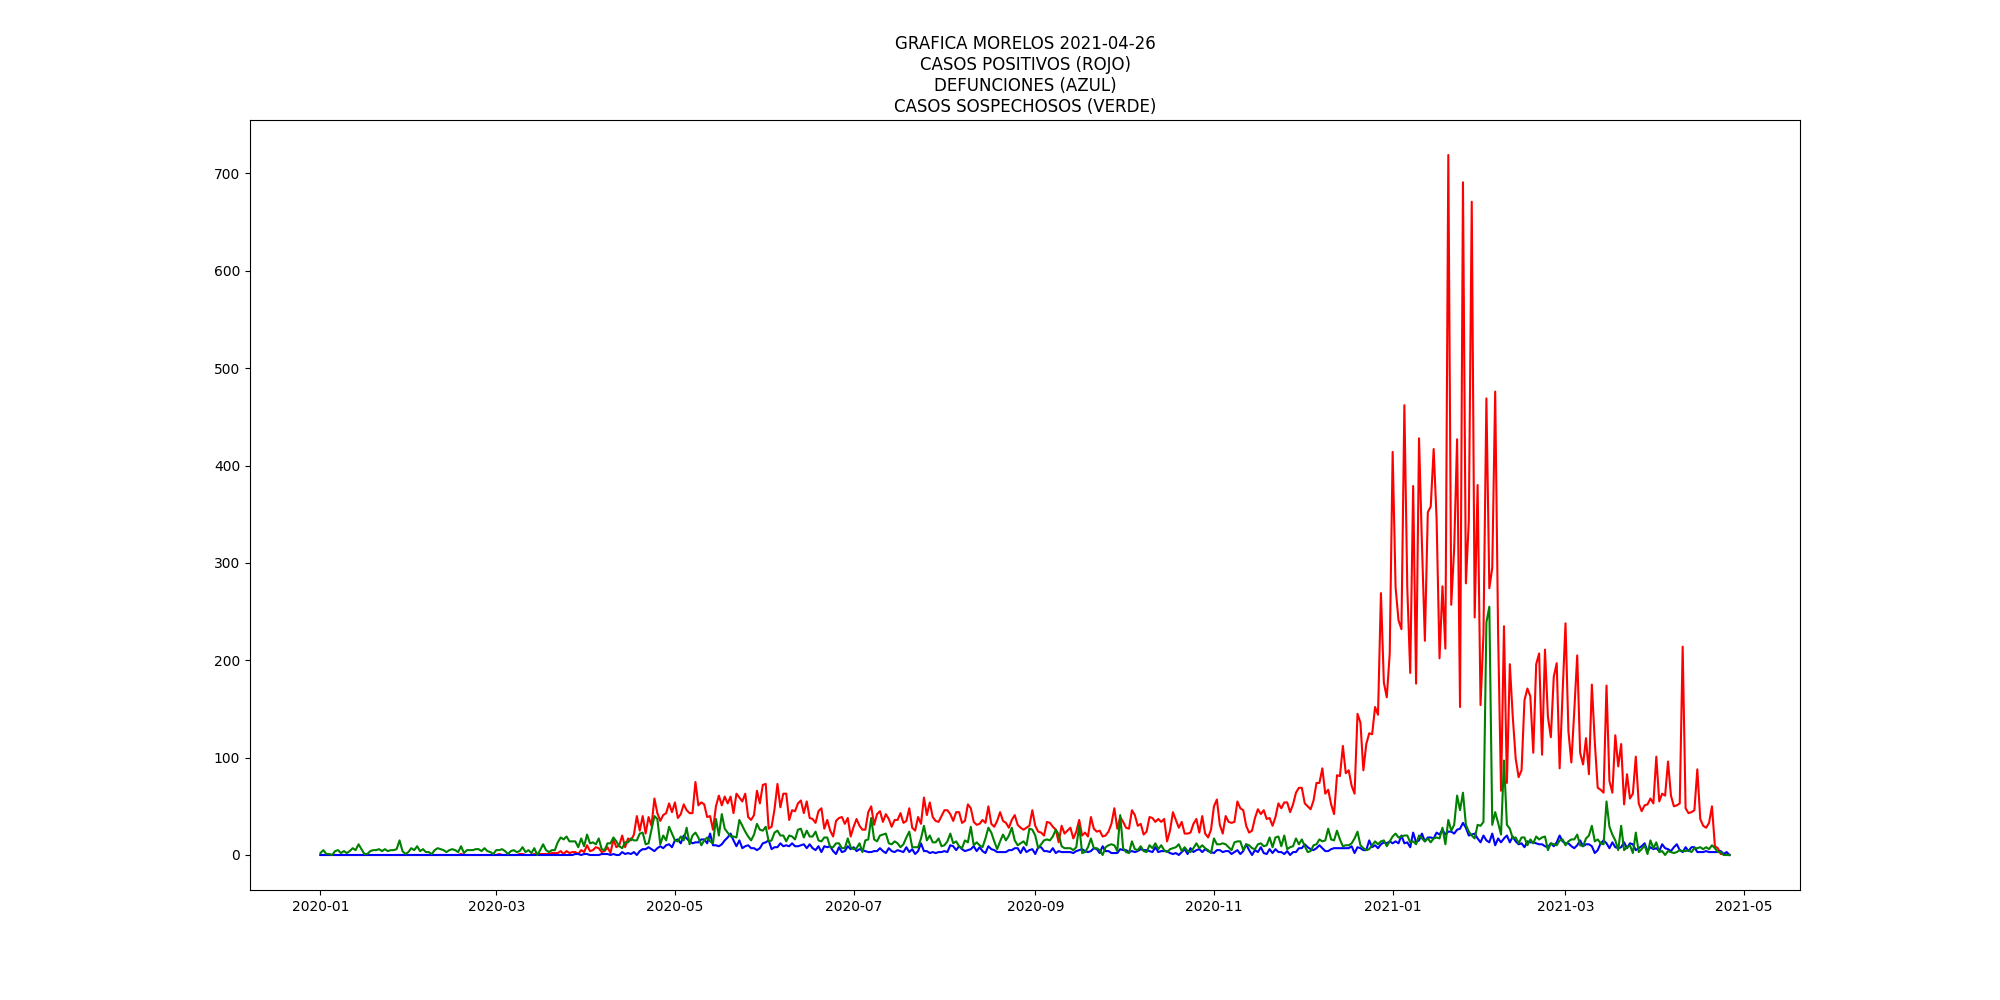 GRAFICA MORELOS 2021-04-26
CASOS POSITIVOS (ROJO)
DEFUNCIONES (AZUL)
CASOS SOSPECHOSOS (VERDE)
700
600
500
400
300
200
100
0
2020-01 2020-03 2020-05 2020-07 2020-09 2020-11 2021-01 2021-03 2021-05